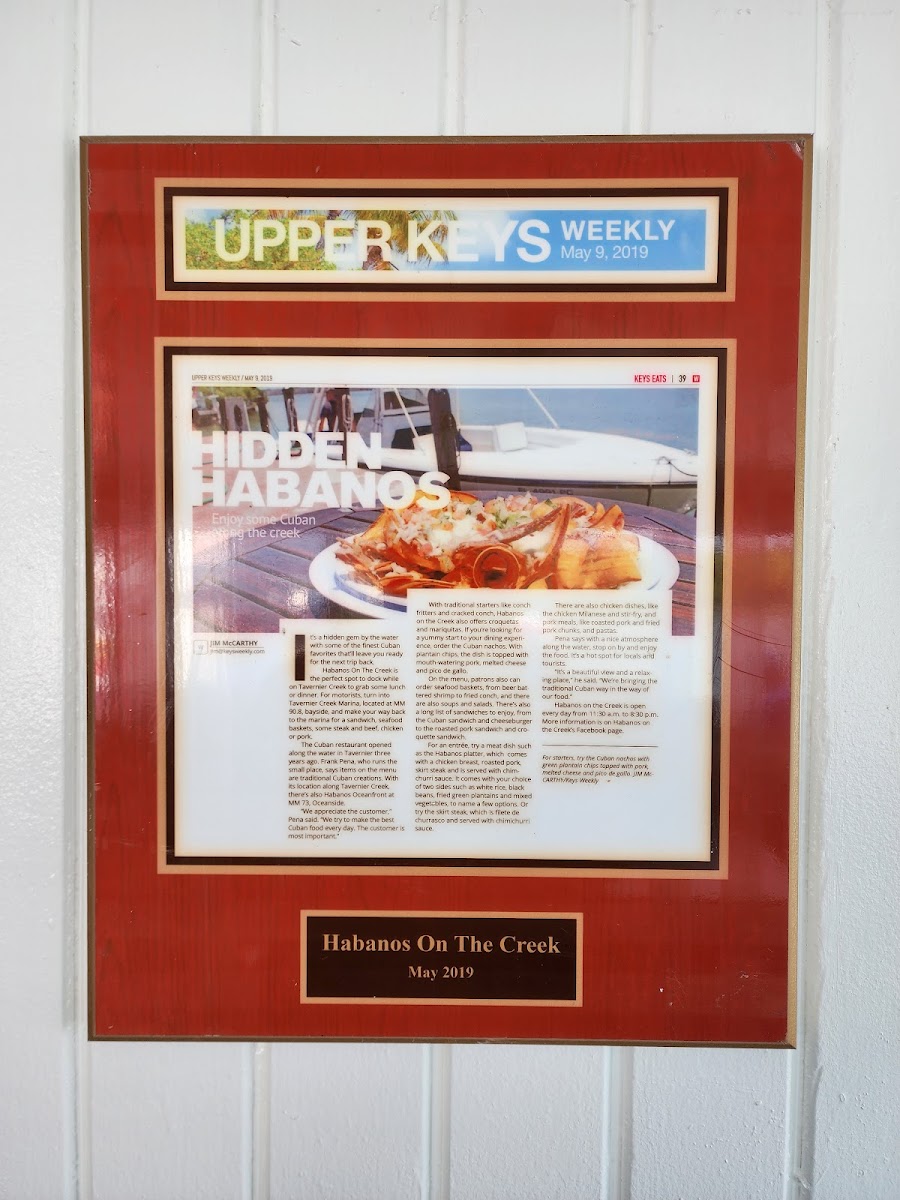 UPPER KEYS WEEKLY
May 9, 2019
UPPER KEYS WEEKLY / MAY 9, 2019
KEYS EATS | 39 W
HIDDEN
HABANOS
Enjoy some Cuban
along the creek
JIM McCARTHY
jim@keysweekly.com
It's a hidden gem by the water
with some of the finest Cuban
favorites that'll leave you ready
for the next trip back.
Habanos On The Creek is
the perfect spot to dock while
on Tavernier Creek to grab some lunch
or dinner. For motorists, turn into
Tavernier Creek Marina, located at MM
90.8, bayside, and make your way back
to the marina for a sandwich, seafood
baskets, some steak and beef, chicken
or pork.
The Cuban restaurant opened
along the water in Tavernier three
years ago. Frank Pena, who runs the
small place, says items on the menu
are traditional Cuban creations. With
its location along Tavernier Creek,
there's also Habanos Oceanfront at
MM 73, Oceanside.
"We appreciate the customer,"
Pena said. "We try to make the best
Cuban food every day. The customer is
most important."
With traditional starters like conch
fritters and cracked conch, Habanos
on the Creek also offers croquetas
and mariquitas. If you're looking for
a yummy start to your dining experi-
ence, order the Cuban nachos. With
plantain chips, the dish is topped with
mouth-watering pork, melted cheese
and pico de gallo.
On the menu, patrons also can
order seafood baskets, from beer bat-
tered shrimp to fried conch, and there
are also soups and salads. There's also
a long list of sandwiches to enjoy, from
the Cuban sandwich and cheeseburger
to the roasted pork sandwich and cro-
quette sandwich.
For an entrée, try a meat dish such
as the Habanos platter, which comes
with a chicken breast, roasted pork,
skirt steak and is served with chim-
churri sauce. It comes with your choice
of two sides such as white rice, black
beans, fried green plantains and mixed
vegetables, to name a few options. Or
try the skirt steak, which is filete de
churrasco and served with chimichurri
sauce.
There are also chicken dishes, like
the chicken Milanese and stir-fry, and
pork meals, like roasted pork and fried
pork chunks, and pastas.
Pena says with a nice atmosphere
along the water, stop on by and enjoy
the food. It's a hot spot for locals and
tourists.
"It's a beautiful view and a relax-
ing place," he said. "We're bringing the
traditional Cuban way in the way of
our food."
Habanos on the Creek is open
every day from 11:30 a.m. to 8:30 p.m.
More information is on Habanos on
the Creek's Facebook page.
For starters, try the Cuban nachos with
green plantain chips topped with pork,
melted cheese and pico de gallo. JIM Mc-
CARTHY/Keys Weekly
Habanos On The Creek
May 2019